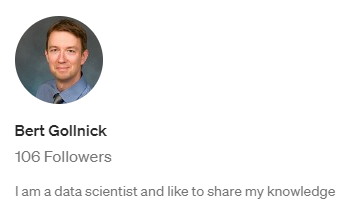 Bert Gollnick
106 Followers
I am a data scientist and like to share my knowledge